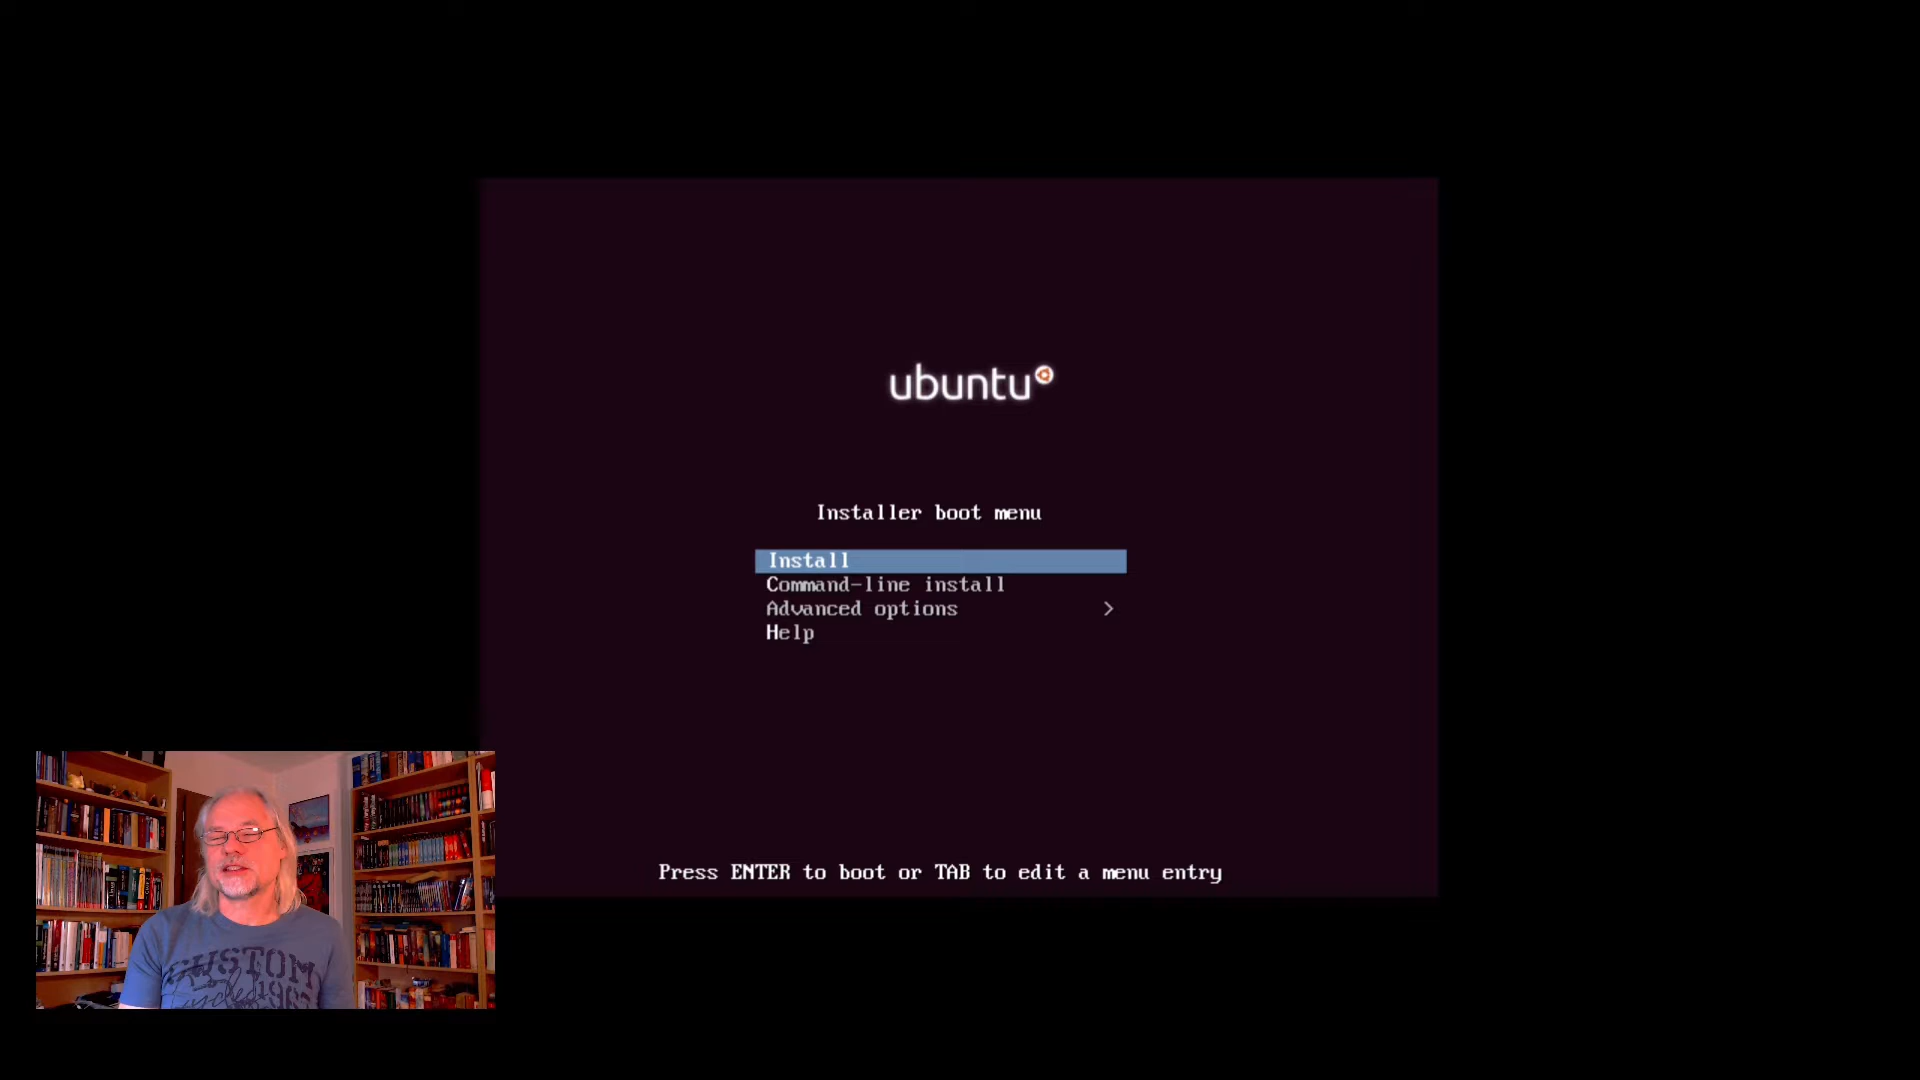 ubuntu
Installer boot menu
Install
Command-line install
Advanced options >
Help
Press ENTER to boot or TAB to edit a menu entry
CUSTOM